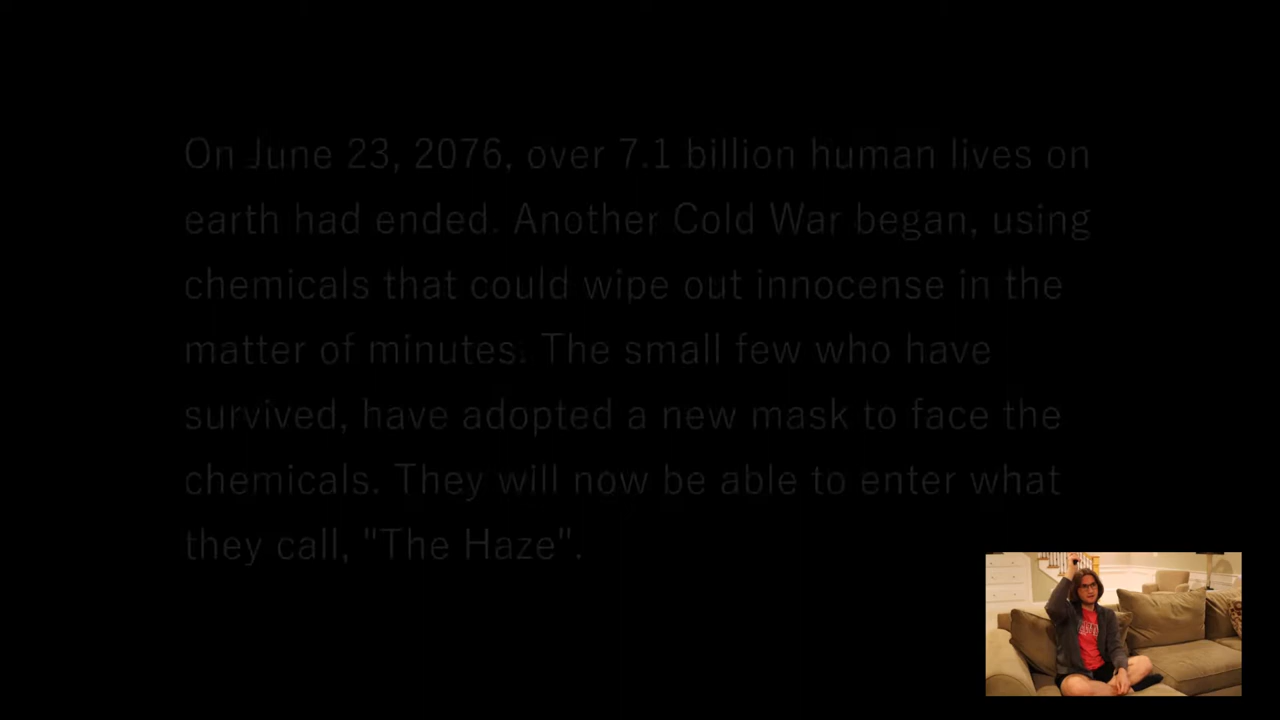 On June 23, 2076, over 7.1 billion human lives on
earth had ended. Another Cold War began, using
chemicals that could wipe out innocense in the
matter of minutes. The small few who have
survived, have adopted a new mask to face the
chemicals. They will now be able to enter what
they call, "The Haze".